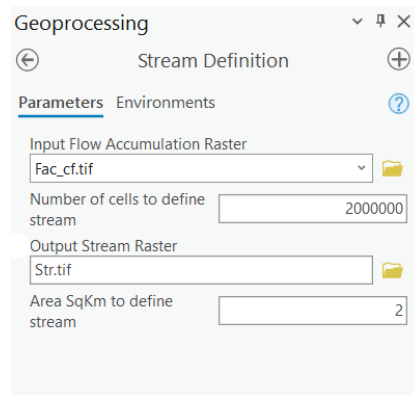 Geoprocessing
Stream Definition
Parameters Environments
Input Flow Accumulation Raster
Fac_cf.tif
Number of cells to define
stream
2000000
Output Stream Raster
Str.tif
Area SqKm to define
stream
2